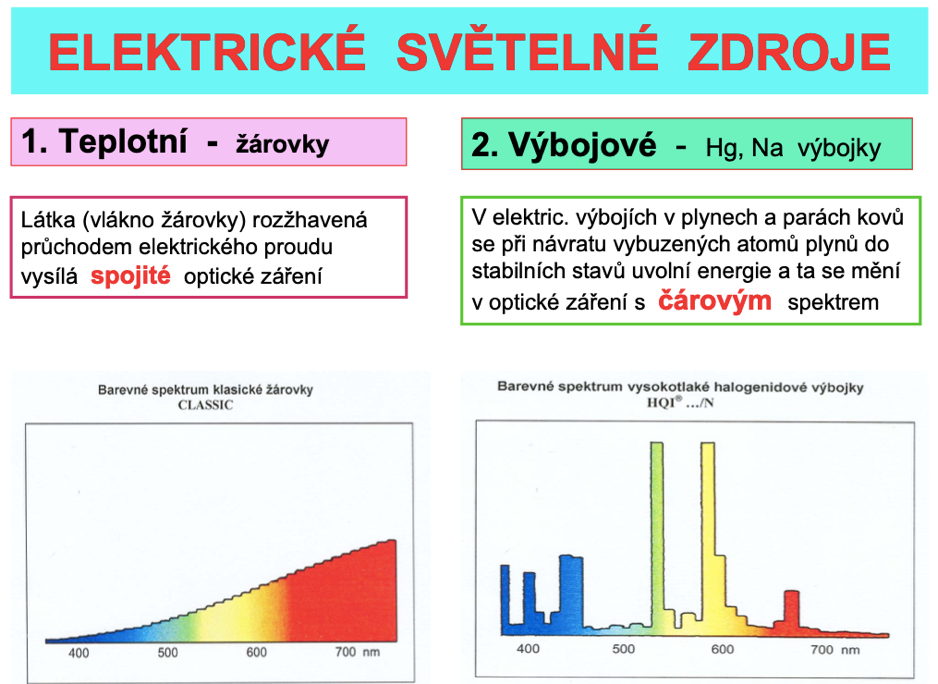 ELEKTRICKÉ SVĚTELNÉ ZDROJE
1. Teplotní - žárovky
Látka (vlákno žárovky) rozžhavená
průchodem elektrického proudu
vysílá spojité optické záření
2. Výbojové - Hg, Na výbojky
V elektric. výbojích v plynech a parách kovů
se při návratu vybuzených atomů plynů do
stabilních stavů uvolní energie a ta se mění
v optické záření s čárovým spektrem
Barevné spektrum klasické žárovky
CLASSIC
400 500 600 700 nm
Barevné spektrum vysokotlaké halogenidové výbojky
HQI® .../N
400 500 600 700 nm